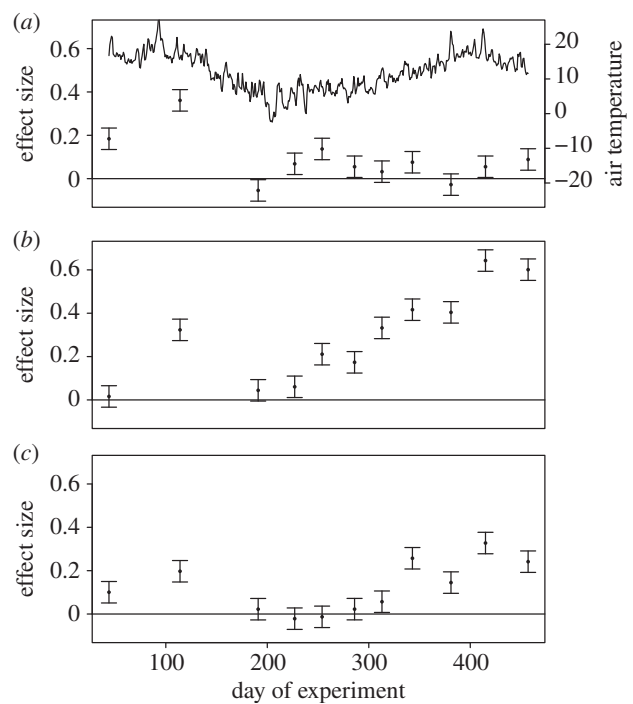 (a)
0.6
0.4
0.2
0
effect size
20
10
0
−10
−20
air temperature
(b)
0.6
0.4
0.2
0
effect size
(c)
0.6
0.4
0.2
0
effect size
100 200 300 400
day of experiment